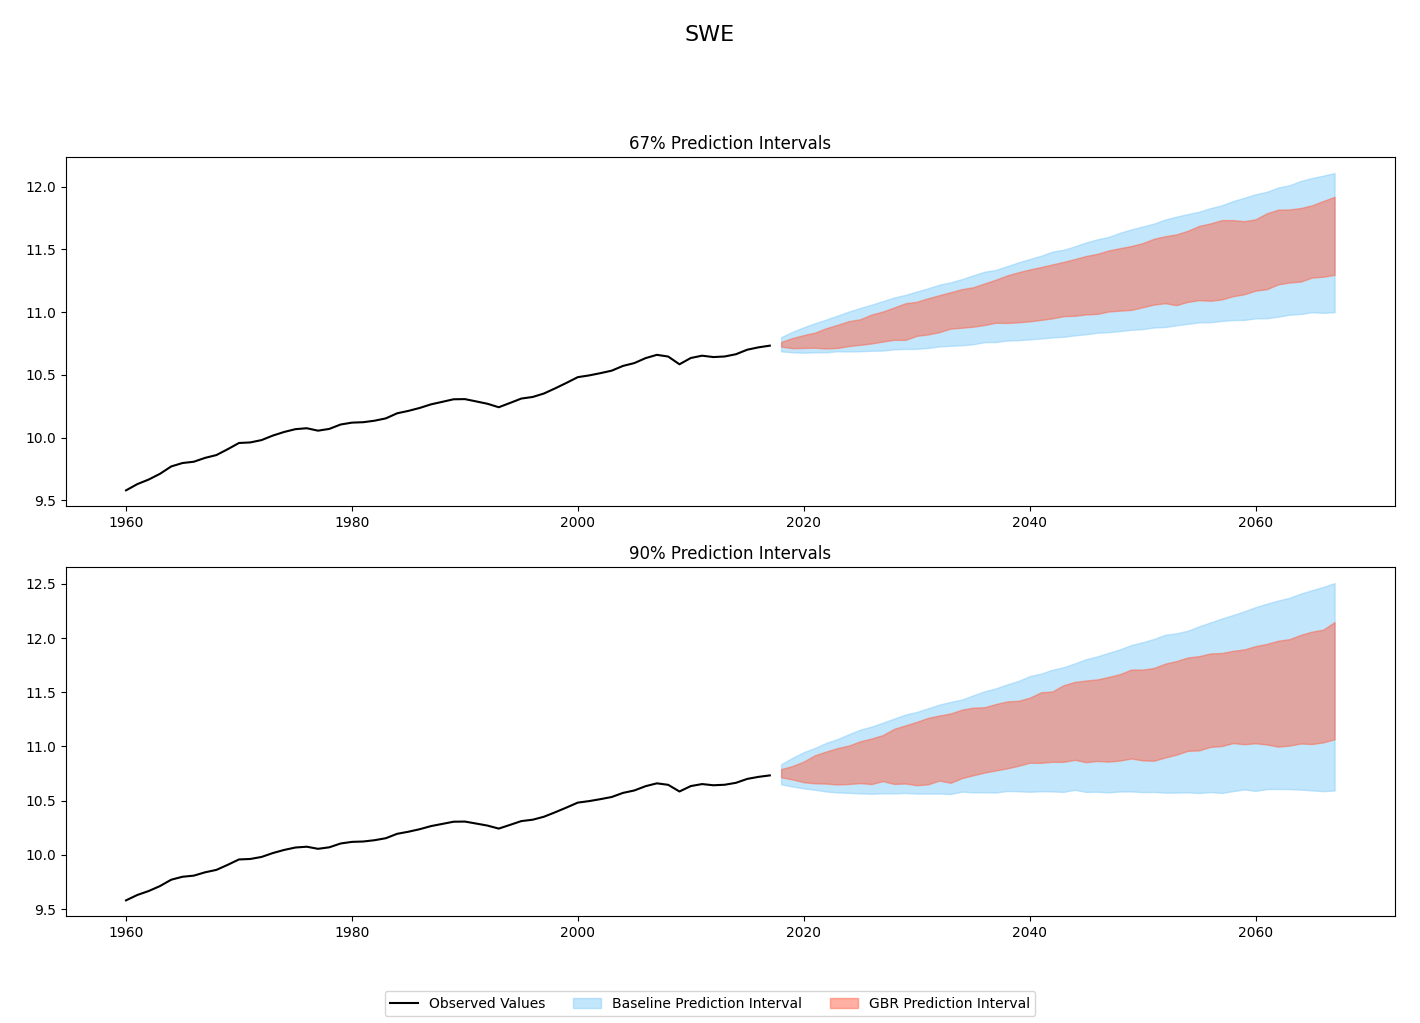 SWE
67% Prediction Intervals
12.0
11.5
11.0
10.5
10.0
9.5
1960 1980 2000 2020 2040 2060
90% Prediction Intervals
12.5
12.0
11.5
11.0
10.5
10.0
9.5
1960 1980 2000 2020 2040 2060
Observed Values Baseline Prediction Interval GBR Prediction Interval